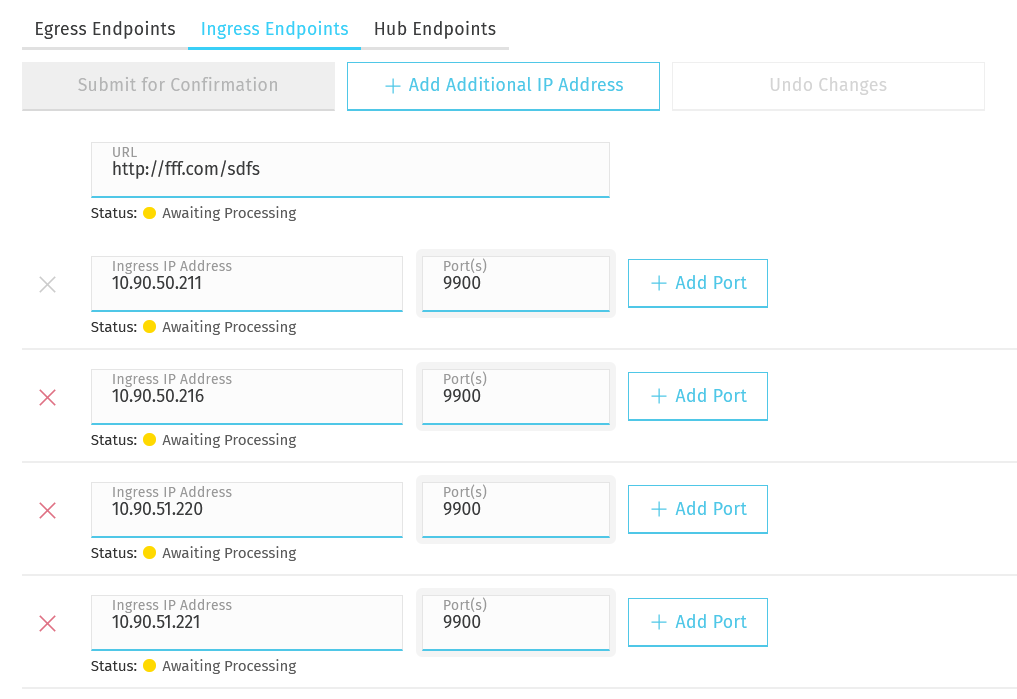 Egress Endpoints Ingress Endpoints Hub Endpoints
Submit for Confirmation + Add Additional IP Address Undo Changes
URL
http://fff.com/sdfs
Status: Awaiting Processing
Ingress IP Address Port(s)
10.90.50.211 9900 + Add Port
Status: Awaiting Processing
Ingress IP Address Port(s)
10.90.50.216 9900 + Add Port
Status: Awaiting Processing
Ingress IP Address Port(s)
10.90.51.220 9900 + Add Port
Status: Awaiting Processing
Ingress IP Address Port(s)
10.90.51.221 9900 + Add Port
Status: Awaiting Processing